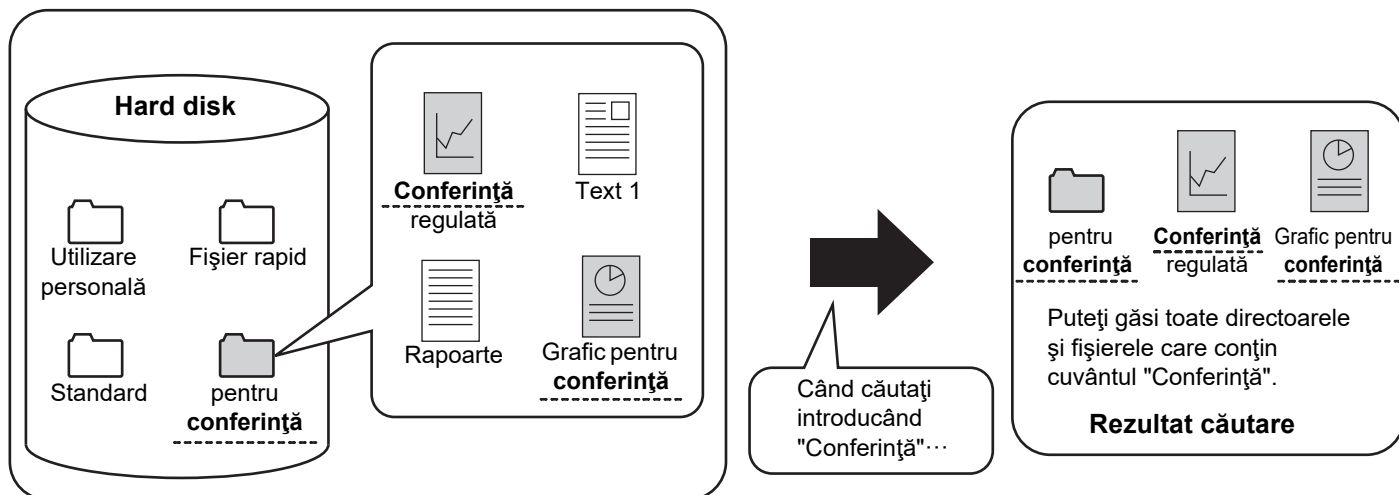 Hard disk
Utilizare
personală
Fişier rapid
Standard
pentru
conferinţă
Conferinţă
regulată
Text 1
Rapoarte
Grafic pentru
conferinţă
Când căutaţi
introducând
"Conferinţă"···
pentru
conferinţă
Conferinţă
regulată
Grafic pentru
conferinţă
Puteţi găsi toate directoarele
şi fişierele care conţin
cuvântul "Conferinţă".
Rezultat căutare